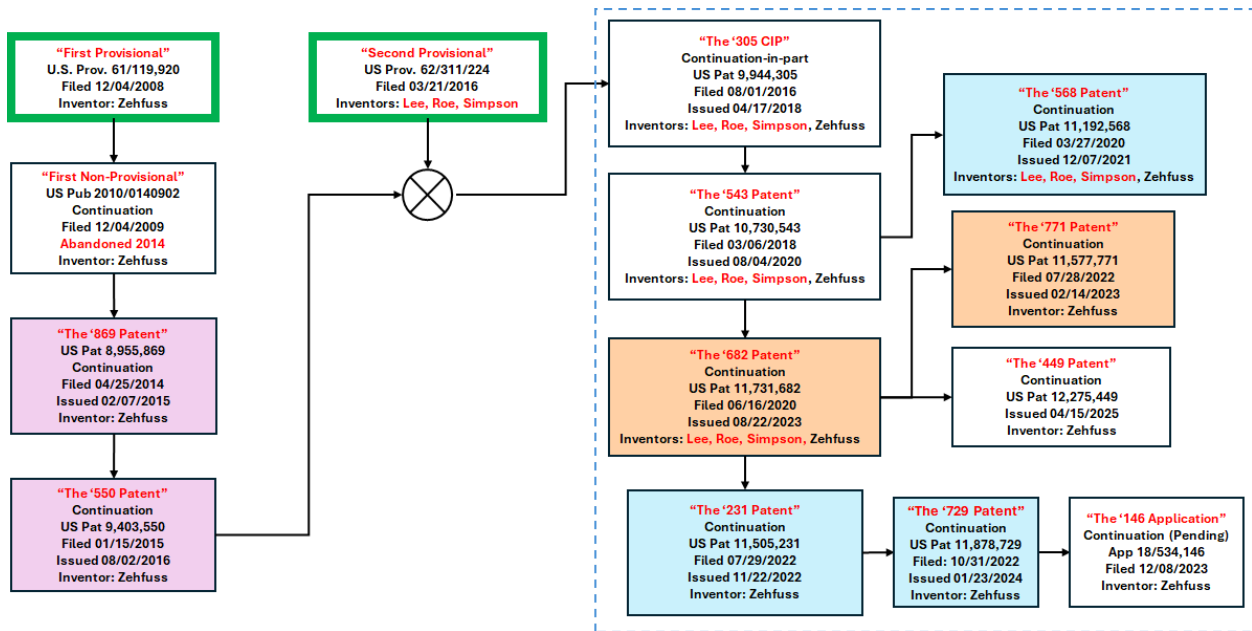 “First Provisional”
U.S. Prov. 61/119,920
Filed 12/04/2008
Inventor: Zehfuss
“Second Provisional”
US Prov. 62/311/224
Filed 03/21/2016
Inventors: Lee, Roe, Simpson
“First Non-Provisional”
US Pub 2010/0140902
Continuation
Filed 12/04/2009
Abandoned 2014
Inventor: Zehfuss
“The ‘869 Patent”
US Pat 8,955,869
Continuation
Filed 04/25/2014
Issued 02/07/2015
Inventor: Zehfuss
“The ‘550 Patent”
Continuation
US Pat 9,403,550
Filed 01/15/2015
Issued 08/02/2016
Inventor: Zehfuss
“The ‘305 CIP”
Continuation-in-part
US Pat 9,944,305
Filed 08/01/2016
Issued 04/17/2018
Inventors: Lee, Roe, Simpson, Zehfuss
“The ‘543 Patent”
Continuation
US Pat 10,730,543
Filed 03/06/2018
Issued 08/04/2020
Inventors: Lee, Roe, Simpson, Zehfuss
“The ‘568 Patent”
Continuation
US Pat 11,192,568
Filed 03/27/2020
Issued 12/07/2021
Inventors: Lee, Roe, Simpson, Zehfuss
“The ‘771 Patent”
Continuation
US Pat 11,577,771
Filed 07/28/2022
Issued 02/14/2023
Inventor: Zehfuss
“The ‘682 Patent”
Continuation
US Pat 11,731,682
Filed 06/16/2020
Issued 08/22/2023
Inventors: Lee, Roe, Simpson, Zehfuss
“The ‘449 Patent”
Continuation
US Pat 12,275,449
Issued 04/15/2025
Inventor: Zehfuss
“The ‘231 Patent”
Continuation
US Pat 11,505,231
Filed 07/29/2022
Issued 11/22/2022
Inventor: Zehfuss
“The ‘729 Patent”
Continuation
US Pat 11,878,729
Filed: 10/31/2022
Issued 01/23/2024
Inventor: Zehfuss
“The ‘146 Application”
Continuation (Pending)
App 18/534,146
Filed 12/08/2023
Inventor: Zehfuss